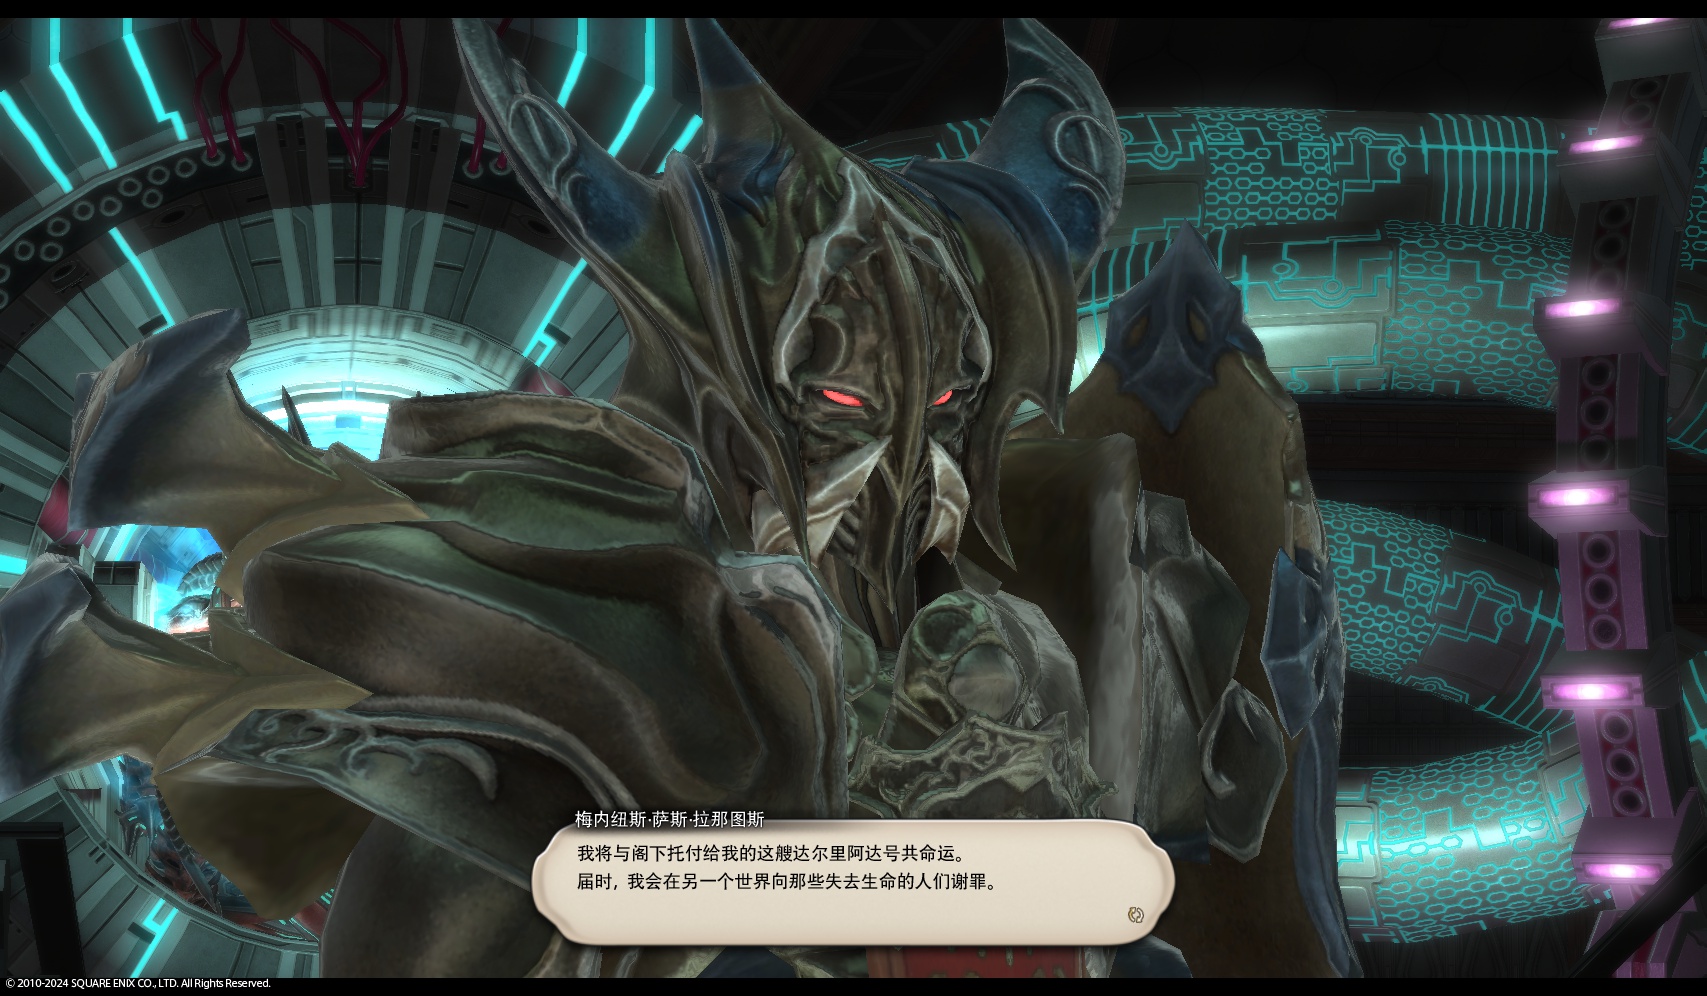 梅内纽斯·萨斯·拉那图斯
我将与阁下托付给我的这艘达尔里阿达号共命运。
届时，我会在另一个世界向那些失去生命的人们谢罪。
© 2010-2024 SQUARE ENIX CO., LTD. All Rights Reserved.